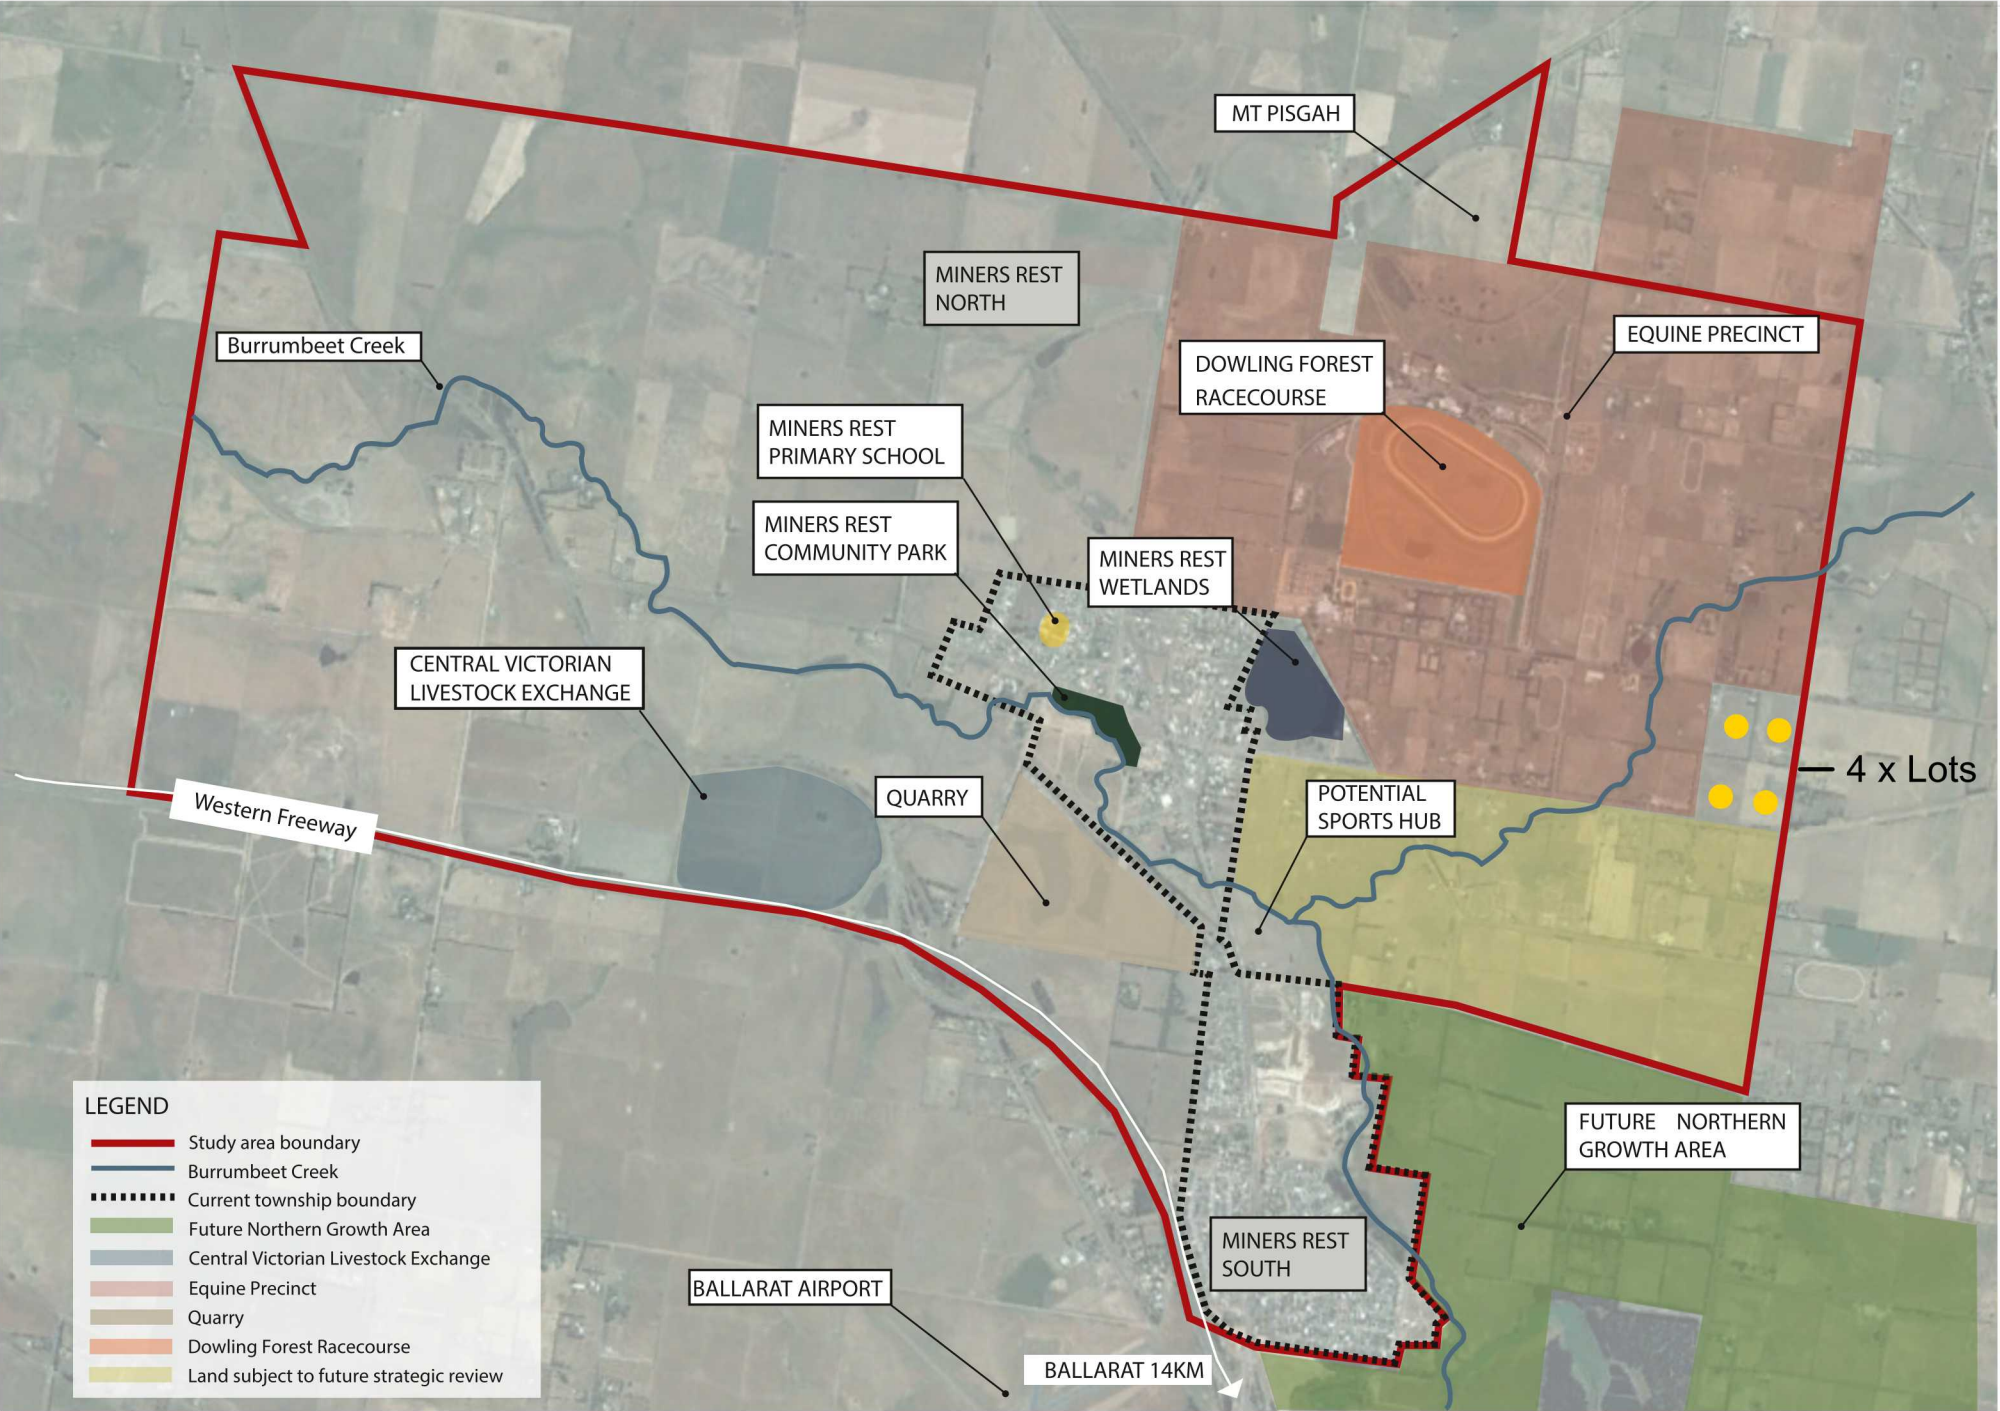 MT PISGAH
MINERS REST
NORTH
EQUINE PRECINCT
Burrumbeet Creek
DOWLING FOREST
RACECOURSE
MINERS REST
PRIMARY SCHOOL
MINERS REST
COMMUNITY PARK
MINERS REST
WETLANDS
CENTRAL VICTORIAN
LIVESTOCK EXCHANGE
4 x Lots
QUARRY
POTENTIAL
SPORTS HUB
Western Freeway
FUTURE NORTHERN
GROWTH AREA
MINERS REST
SOUTH
BALLARAT AIRPORT
BALLARAT 14KM
LEGEND
Study area boundary
Burrumbeet Creek
Current township boundary
Future Northern Growth Area
Central Victorian Livestock Exchange
Equine Precinct
Quarry
Dowling Forest Racecourse
Land subject to future strategic review